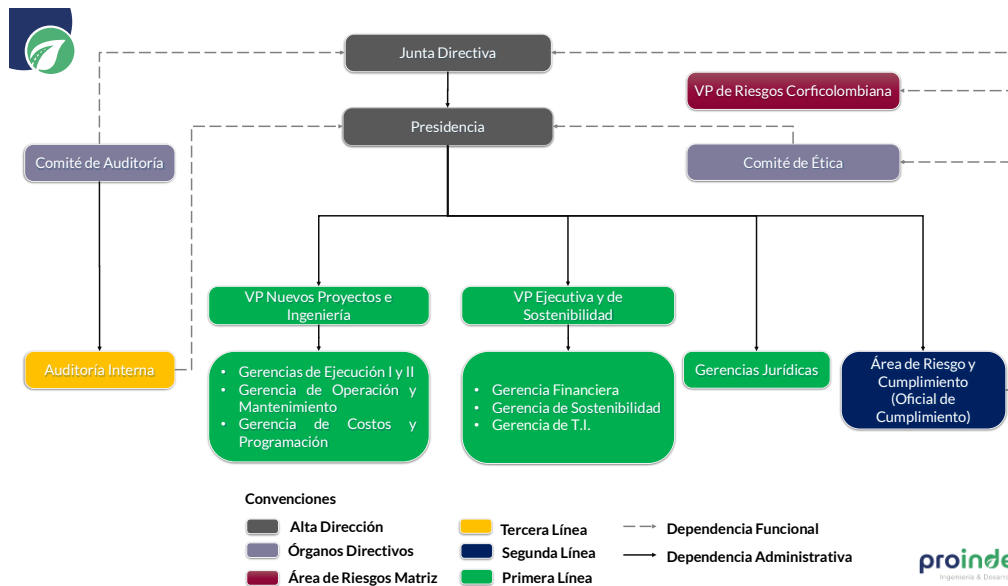 Junta Directiva
VP de Riesgos Corficolombiana
Presidencia
Comité de Auditoría
Comité de Ética
VP Nuevos Proyectos e
Ingeniería
VP Ejecutiva y de
Sostenibilidad
Auditoría Interna
• Gerencias de Ejecución I y II
• Gerencia de Operación y
Mantenimiento
• Gerencia de Costos y
Programación
• Gerencia Financiera
• Gerencia de Sostenibilidad
• Gerencia de T.I.
Gerencias Jurídicas
Área de Riesgo y
Cumplimiento
(Oficial de
Cumplimiento)
Convenciones
Alta Dirección
Órganos Directivos
Área de Riesgos Matriz
Tercera Línea
Segunda Línea
Primera Línea
Dependencia Funcional
Dependencia Administrativa
proinde
Ingeniería & Desarr